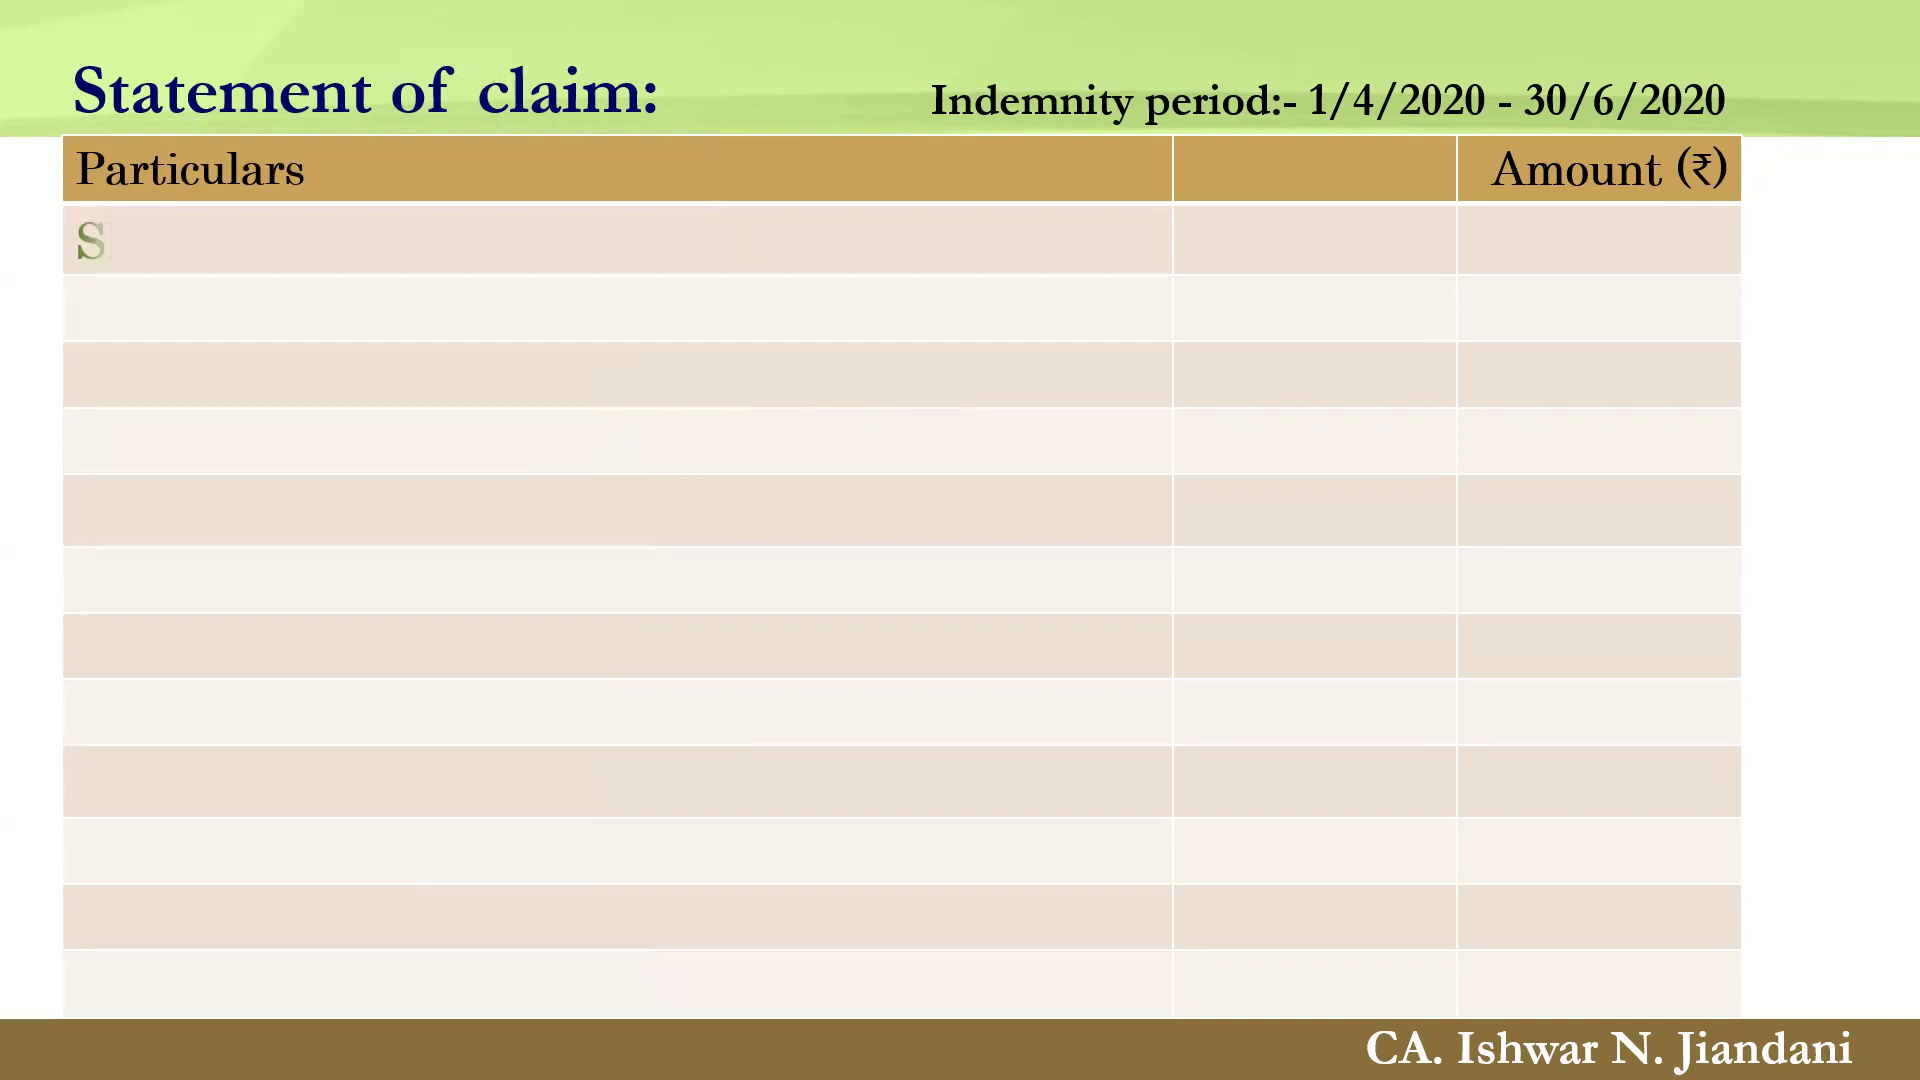 Statement of claim:
Indemnity period:- 1/4/2020 - 30/6/2020
Particulars
Amount (₹)
S
CA. Ishwar N. Jiandani